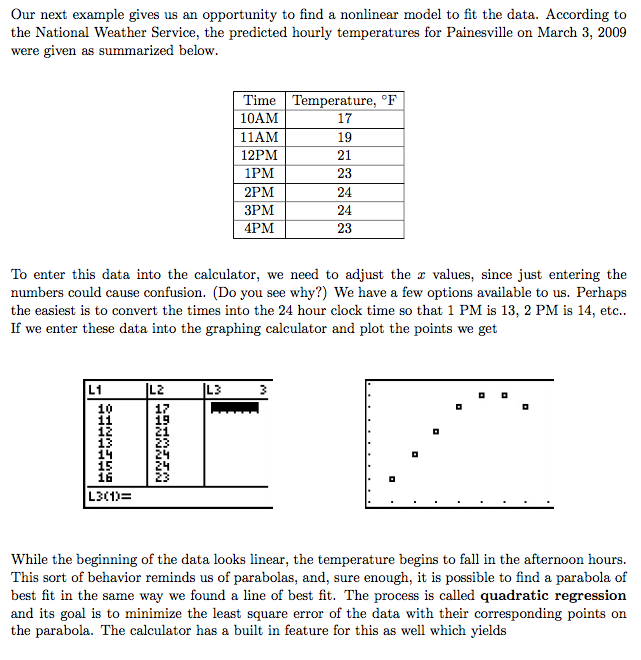 Our next example gives us an opportunity to find a nonlinear model to fit the data. According to
the National Weather Service, the predicted hourly temperatures for Painesville on March 3, 2009
were given as summarized below.
Time Temperature, °F
10AM 17
11AM 19
12PM 21
1PM 23
2PM 24
3PM 24
4PM 23
To enter this data into the calculator, we need to adjust the x values, since just entering the
numbers could cause confusion. (Do you see why?) We have a few options available to us. Perhaps
the easiest is to convert the times into the 24 hour clock time so that 1 PM is 13, 2 PM is 14, etc..
If we enter these data into the graphing calculator and plot the points we get
L1 L2 L3 3
10 17
11 19
12 21
13 23
14 24
15 24
16 23
L3(1)=
While the beginning of the data looks linear, the temperature begins to fall in the afternoon hours.
This sort of behavior reminds us of parabolas, and, sure enough, it is possible to find a parabola of
best fit in the same way we found a line of best fit. The process is called quadratic regression
and its goal is to minimize the least square error of the data with their corresponding points on
the parabola. The calculator has a built in feature for this as well which yields